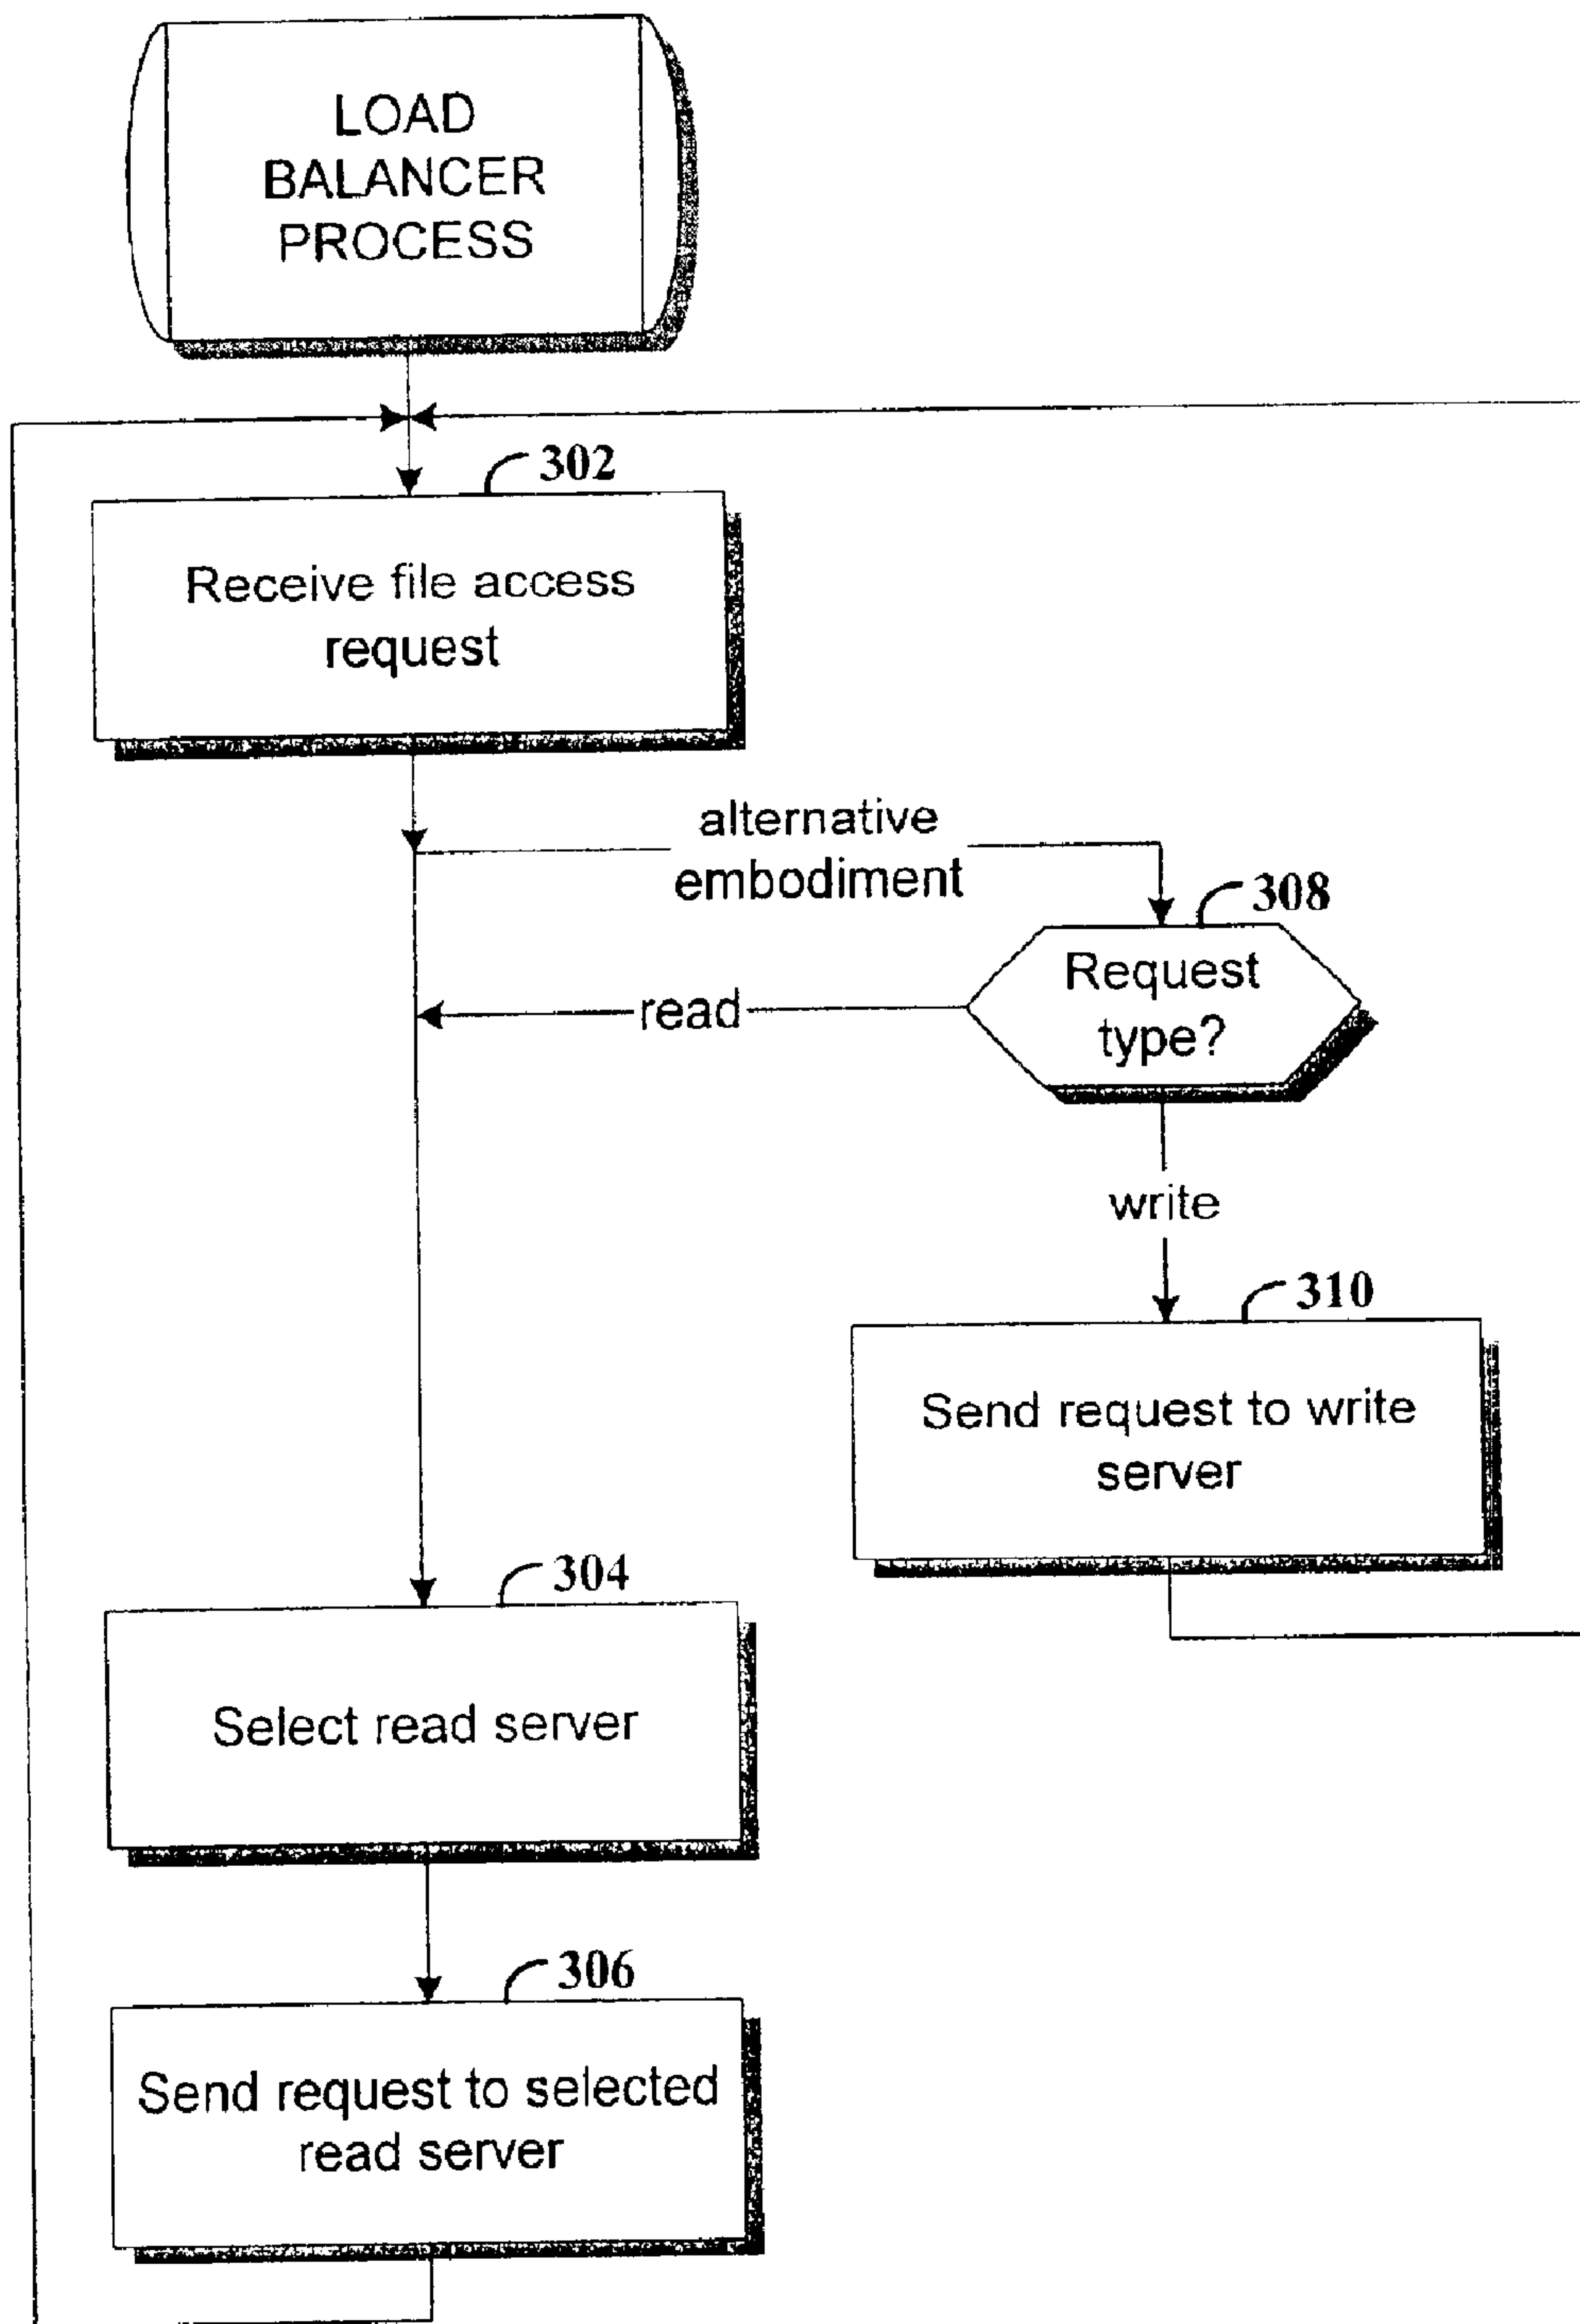 LOAD
BALANCER
PROCESS
302
Receive file access
request
alternative
embodiment
308
Request
type?
read
write
310
Send request to write
server
304
Select read server
306
Send request to selected
read server